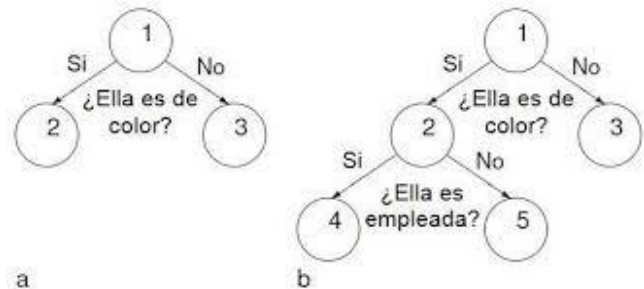 1
Si
No
¿Ella es de
color?
2
3
a
1
Si
No
¿Ella es de
color?
2
3
Si
No
¿Ella es
empleada?
4
5
b